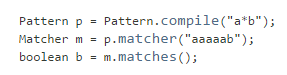 Pattern p = Pattern.compile("a*b");
Matcher m = p.matcher("aaaaab");
boolean b = m.matches();